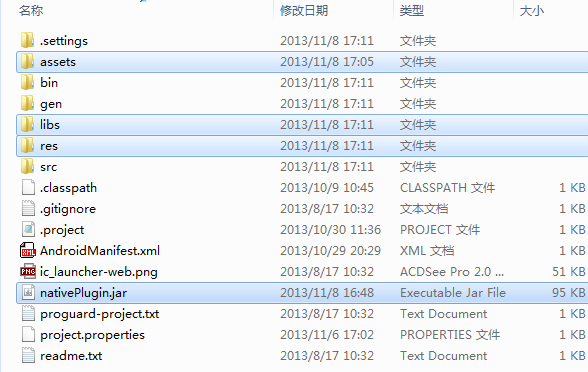 名称 修改日期 类型 大小
.settings 2013/11/8 17:11 文件夹
assets 2013/11/8 17:05 文件夹
bin 2013/11/8 17:11 文件夹
gen 2013/11/8 17:11 文件夹
libs 2013/11/8 17:11 文件夹
res 2013/11/8 17:11 文件夹
src 2013/11/8 17:11 文件夹
.classpath 2013/10/9 10:45 CLASSPATH 文件 1 KB
.gitignore 2013/8/17 10:32 文本文档 1 KB
.project 2013/10/30 11:36 PROJECT 文件 1 KB
AndroidManifest.xml 2013/10/29 20:29 XML 文档 1 KB
ic_launcher-web.png 2013/8/17 10:32 ACDSee Pro 2.0 ... 51 KB
nativePlugin.jar 2013/11/8 16:48 Executable Jar File 95 KB
proguard-project.txt 2013/8/17 10:32 Text Document 1 KB
project.properties 2013/11/6 17:02 PROPERTIES 文件 1 KB
readme.txt 2013/8/17 10:32 Text Document 1 KB